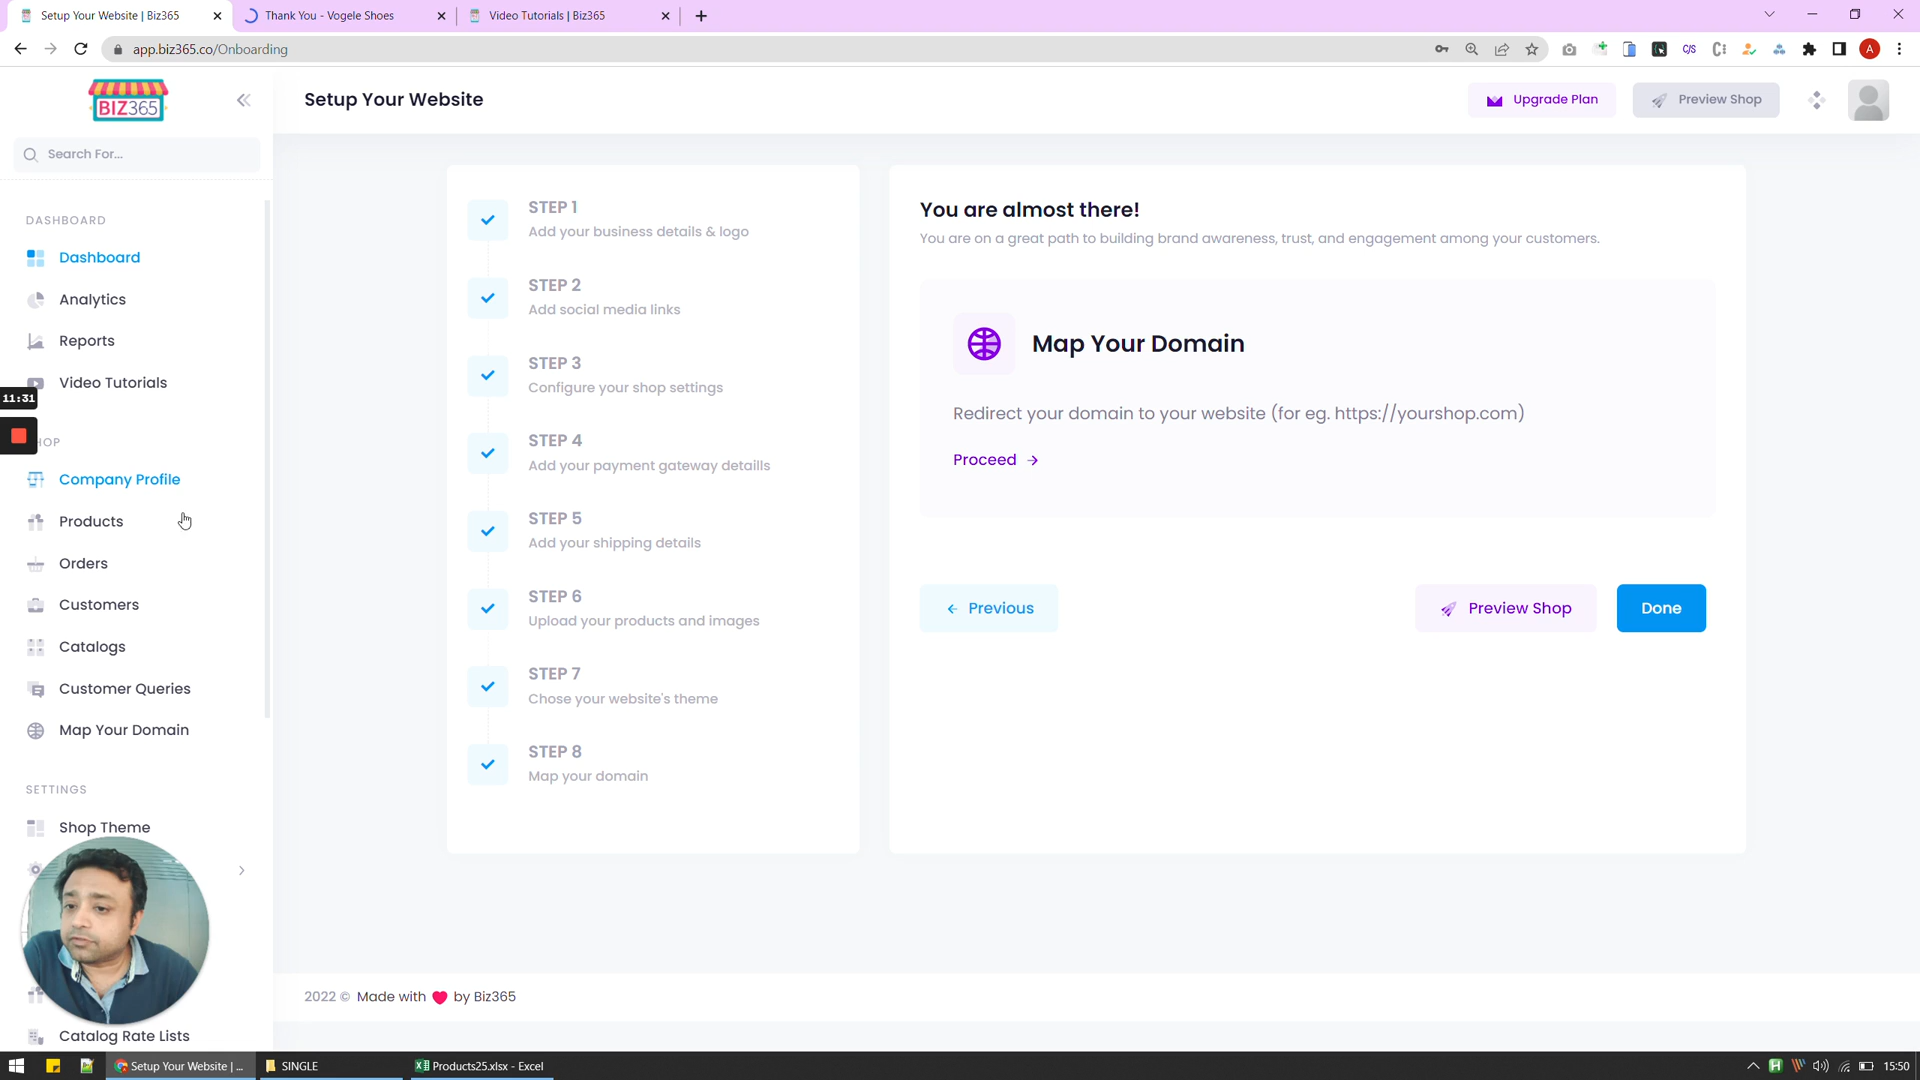 Setup Your Website | Biz365
Thank You - Vogele Shoes
Video Tutorials | Biz365
app.biz365.co/Onboarding
A
BIZ365
Setup Your Website
Upgrade Plan
Preview Shop
Search For...
DASHBOARD
Dashboard
Analytics
Reports
Video Tutorials
11:31
HOP
Company Profile
Products
Orders
Customers
Catalogs
Customer Queries
Map Your Domain
SETTINGS
Shop Theme
Catalog Rate Lists
STEP 1
Add your business details & logo
STEP 2
Add social media links
STEP 3
Configure your shop settings
STEP 4
Add your payment gateway detaills
STEP 5
Add your shipping details
STEP 6
Upload your products and images
STEP 7
Chose your website's theme
STEP 8
Map your domain
You are almost there!
You are on a great path to building brand awareness, trust, and engagement among your customers.
Map Your Domain
Redirect your domain to your website (for eg. https://yourshop.com)
Proceed →
← Previous
Preview Shop
Done
2022 © Made with ❤ by Biz365
Setup Your Website | ...
SINGLE
Products25.xlsx - Excel
15:50